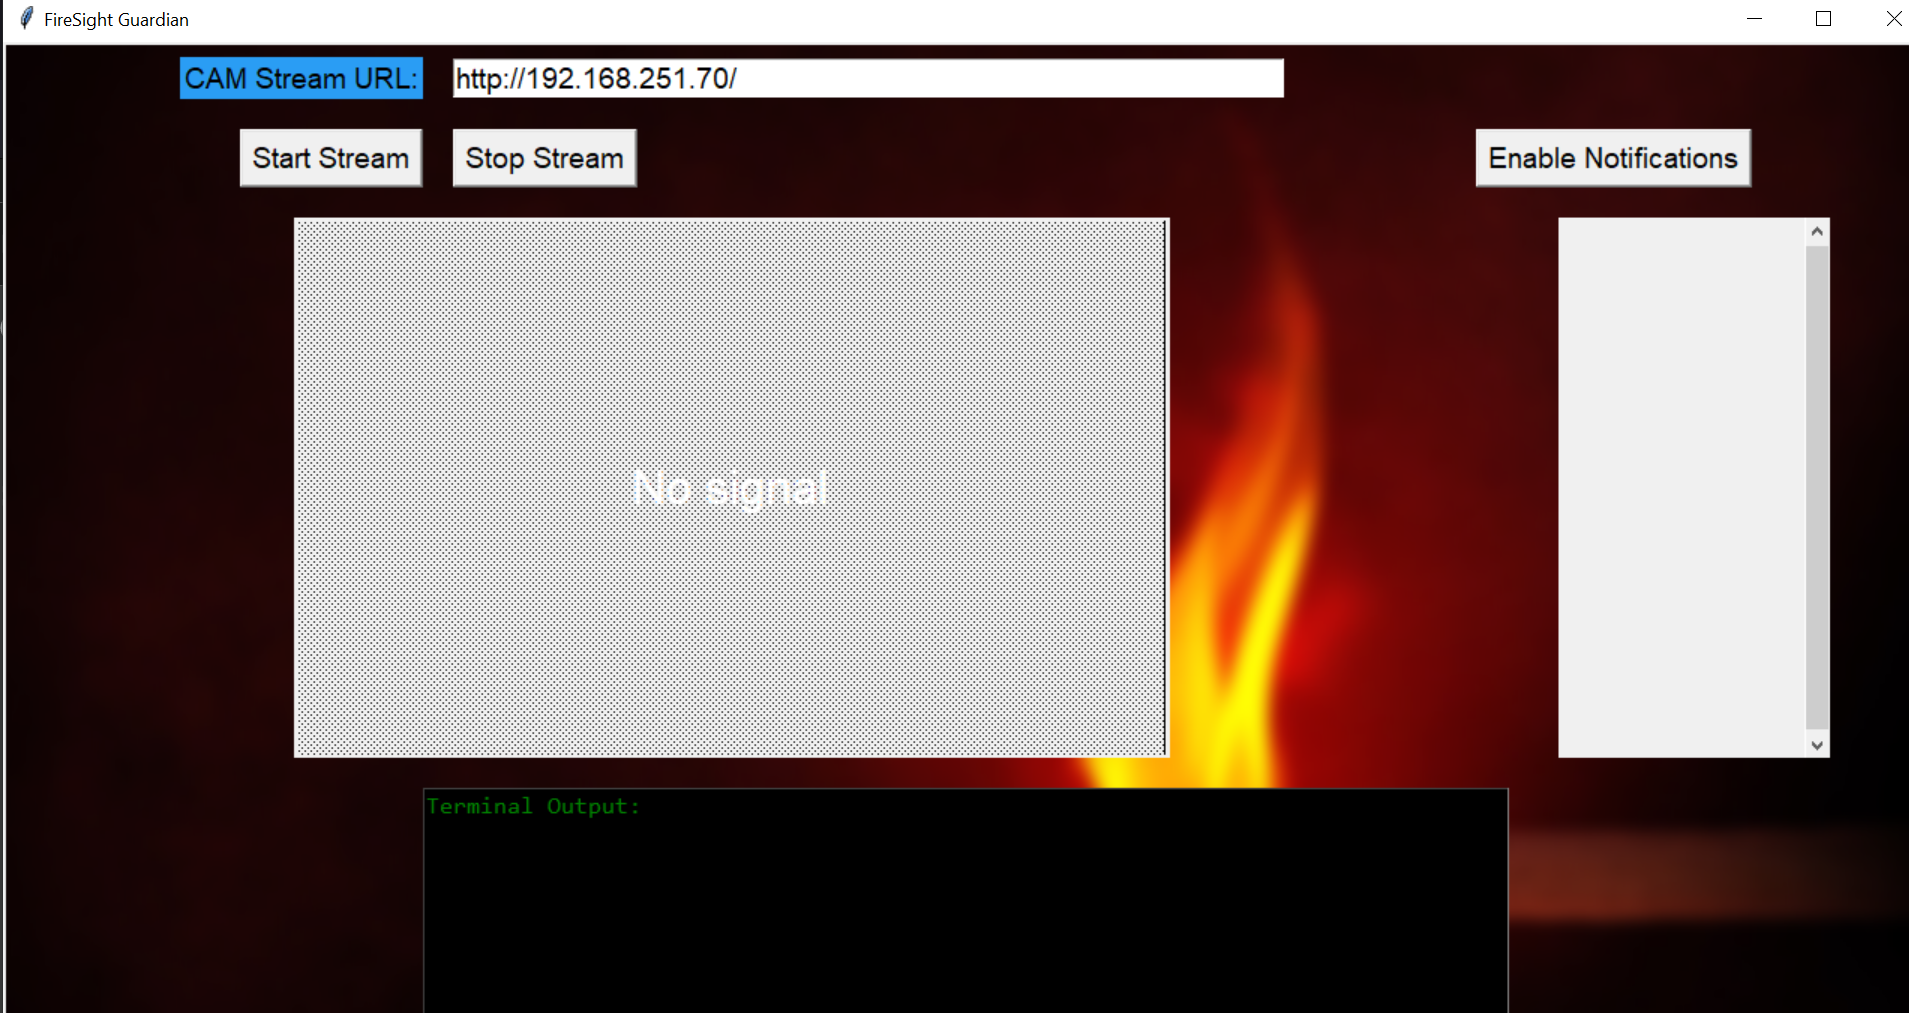 FireSight Guardian
CAM Stream URL: http://192.168.251.70/
Start Stream Stop Stream Enable Notifications
No signal
Terminal Output: